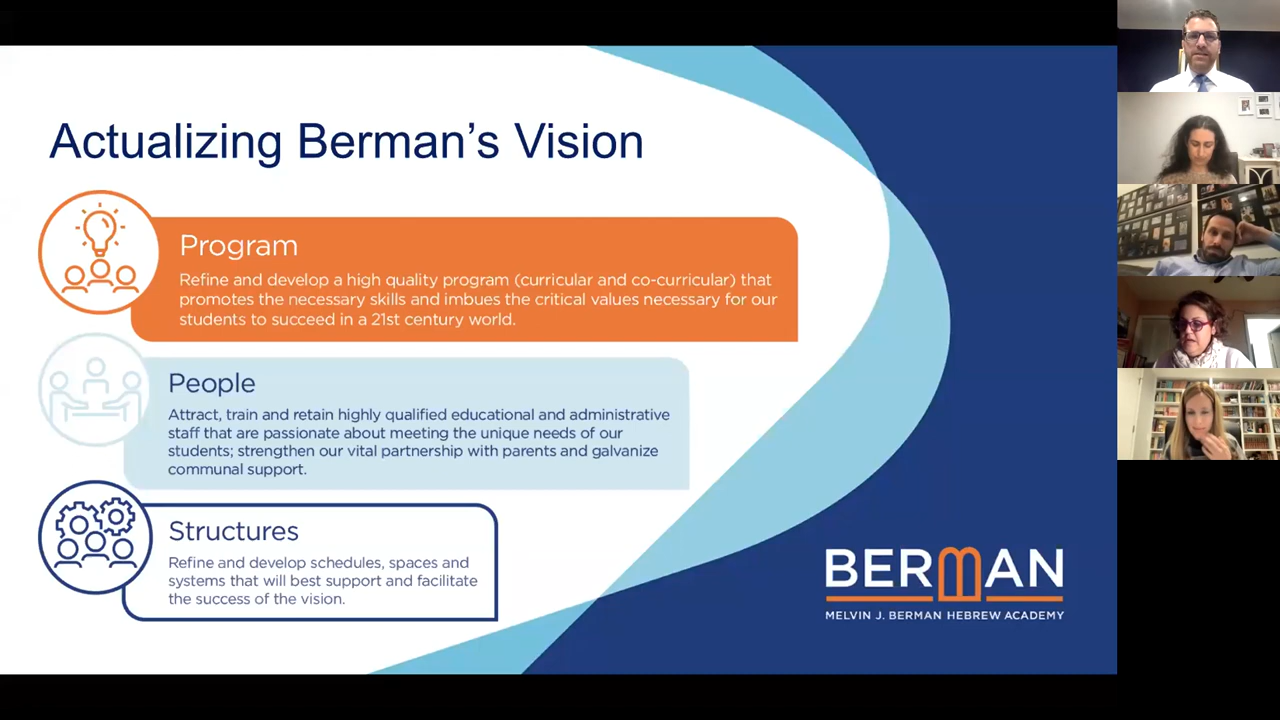 Actualizing Berman's Vision
Program
Refine and develop a high quality program (curricular and co-curricular) that
promotes the necessary skills and imbues the critical values necessary for our
students to succeed in a 21st century world.
People
Attract, train and retain highly qualified educational and administrative
staff that are passionate about meeting the unique needs of our
students; strengthen our vital partnership with parents and galvanize
communal support.
Structures
Refine and develop schedules, spaces and
systems that will best support and facilitate
the success of the vision.
BERMAN
MELVIN J. BERMAN HEBREW ACADEMY